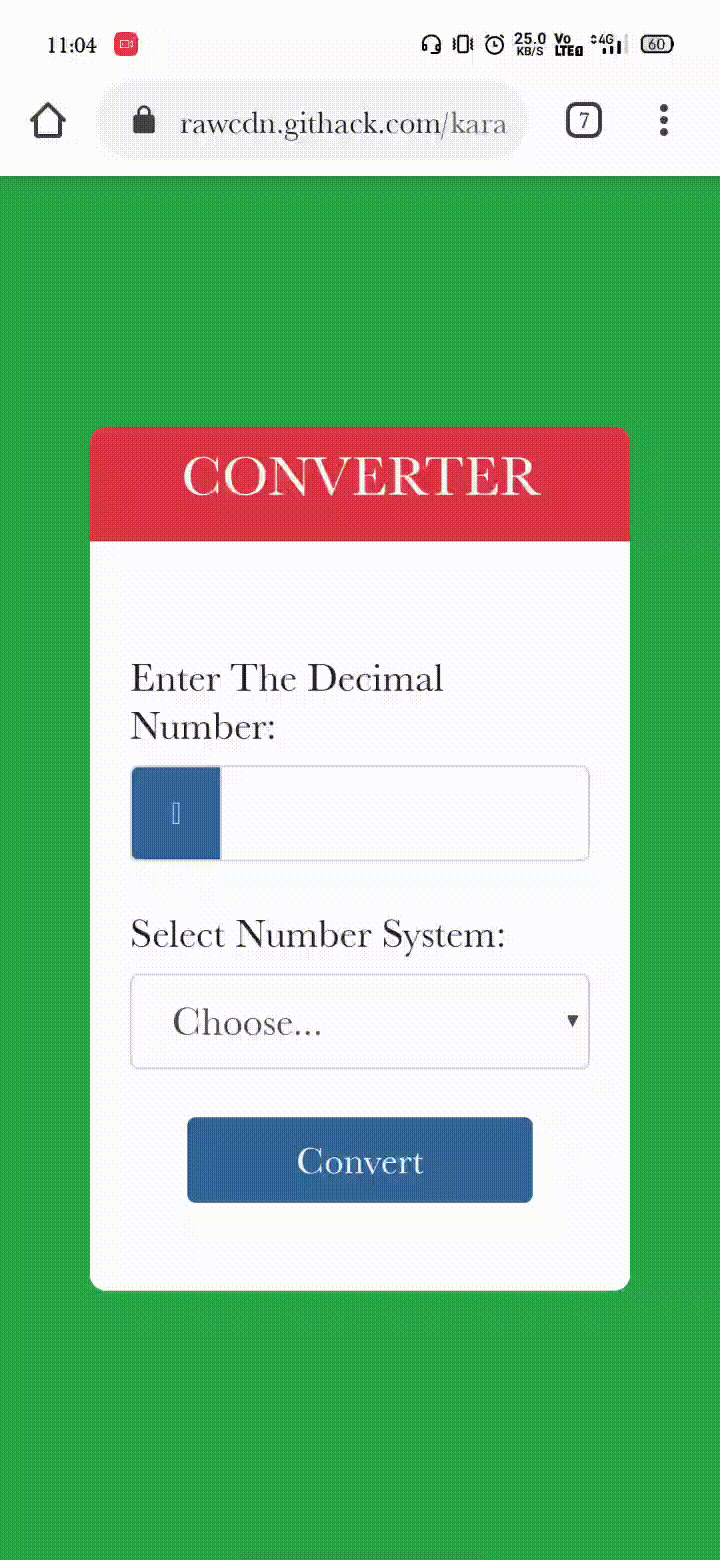 11:04 25.0 KB/S Vo LTE 4G 60
rawcdn.githack.com/kara 7
CONVERTER
Enter The Decimal
Number:
Select Number System:
Choose...
Convert